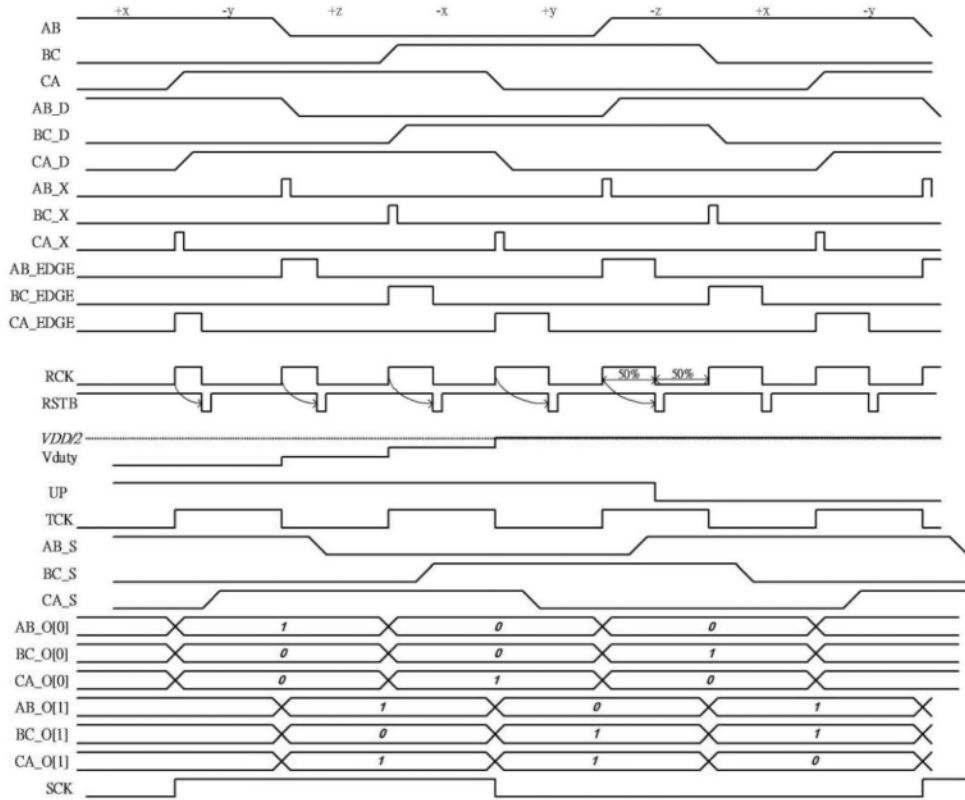 +x -y +z -x +y -z +x -y
AB
BC
CA
AB_D
BC_D
CA_D
AB_X
BC_X
CA_X
AB_EDGE
BC_EDGE
CA_EDGE
RCK 50% 50%
RSTB
VDD/2
Vduty
UP
TCK
AB_S
BC_S
CA_S
AB_O[0] 1 0 0
BC_O[0] 0 0 1
CA_O[0] 0 1 0
AB_O[1] 1 0 1
BC_O[1] 0 1 1
CA_O[1] 1 1 0
SCK